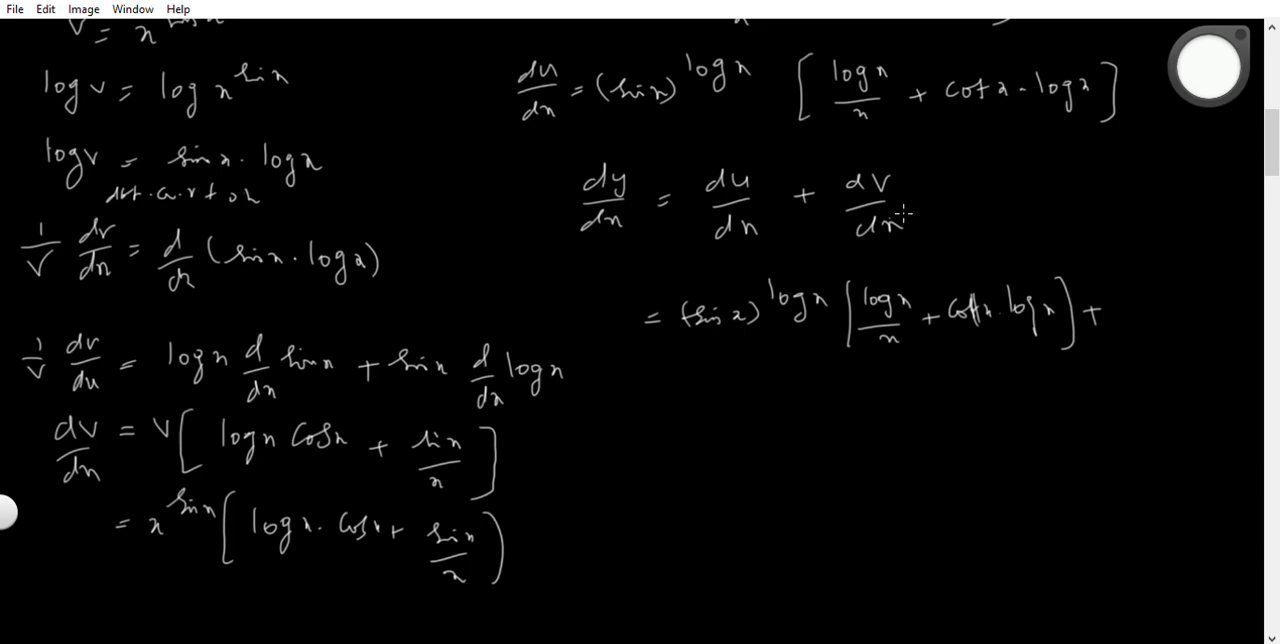 File Edit Image Window Help
V = x
log v = log x^sin x
log v = sin x . log x
1/v dv/dx = d/dx (sin x . log x)
1/v dv/du = log x d/dx sin x + sin x d/dx log x
dv/dx = v [ log x cos x + sin x/x ]
= x^sin x [ log x . cos x + sin x/x )
du/dx = (sin x)^log x [ log x/x + cot x . log x ]
dy/dx = du/dx + dv/dx
= (sin x)^log x [ log x/x + cot x . log x ] +